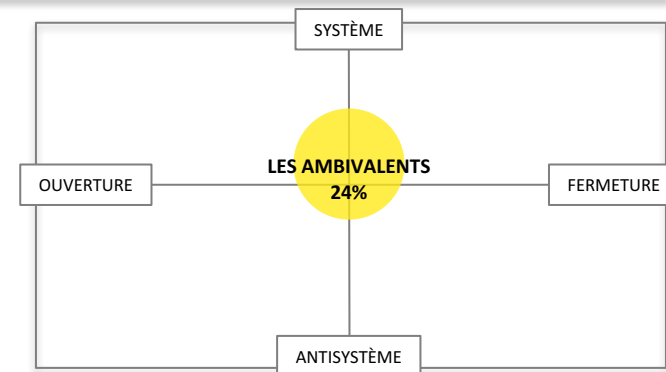 SYSTÈME
LES AMBIVALENTS
24%
OUVERTURE
FERMETURE
ANTISYSTÈME